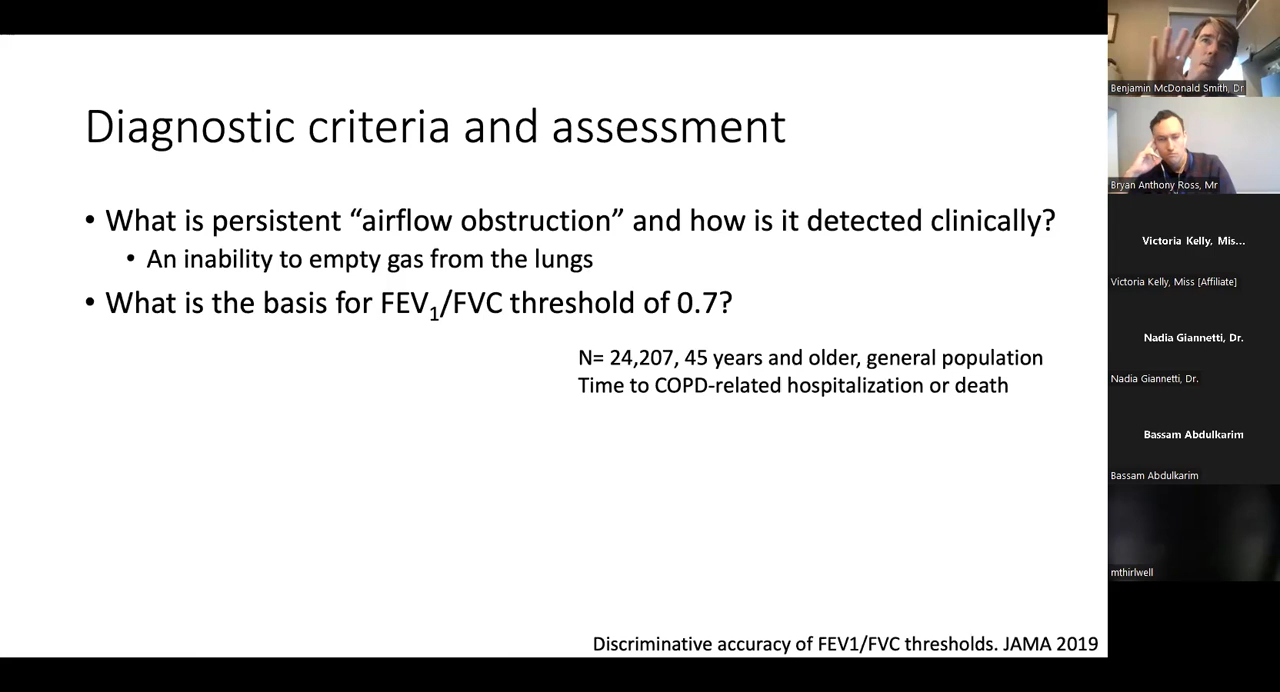 Diagnostic criteria and assessment
• What is persistent “airflow obstruction” and how is it detected clinically?
• An inability to empty gas from the lungs
• What is the basis for FEV1/FVC threshold of 0.7?
N= 24,207, 45 years and older, general population
Time to COPD-related hospitalization or death
Discriminative accuracy of FEV1/FVC thresholds. JAMA 2019
Benjamin McDonald Smith, Dr
Bryan Anthony Ross, Mr
Victoria Kelly, Mis...
Victoria Kelly, Miss [Affiliate]
Nadia Giannetti, Dr.
Nadia Giannetti, Dr.
Bassam Abdulkarim
Bassam Abdulkarim
mthirlwell